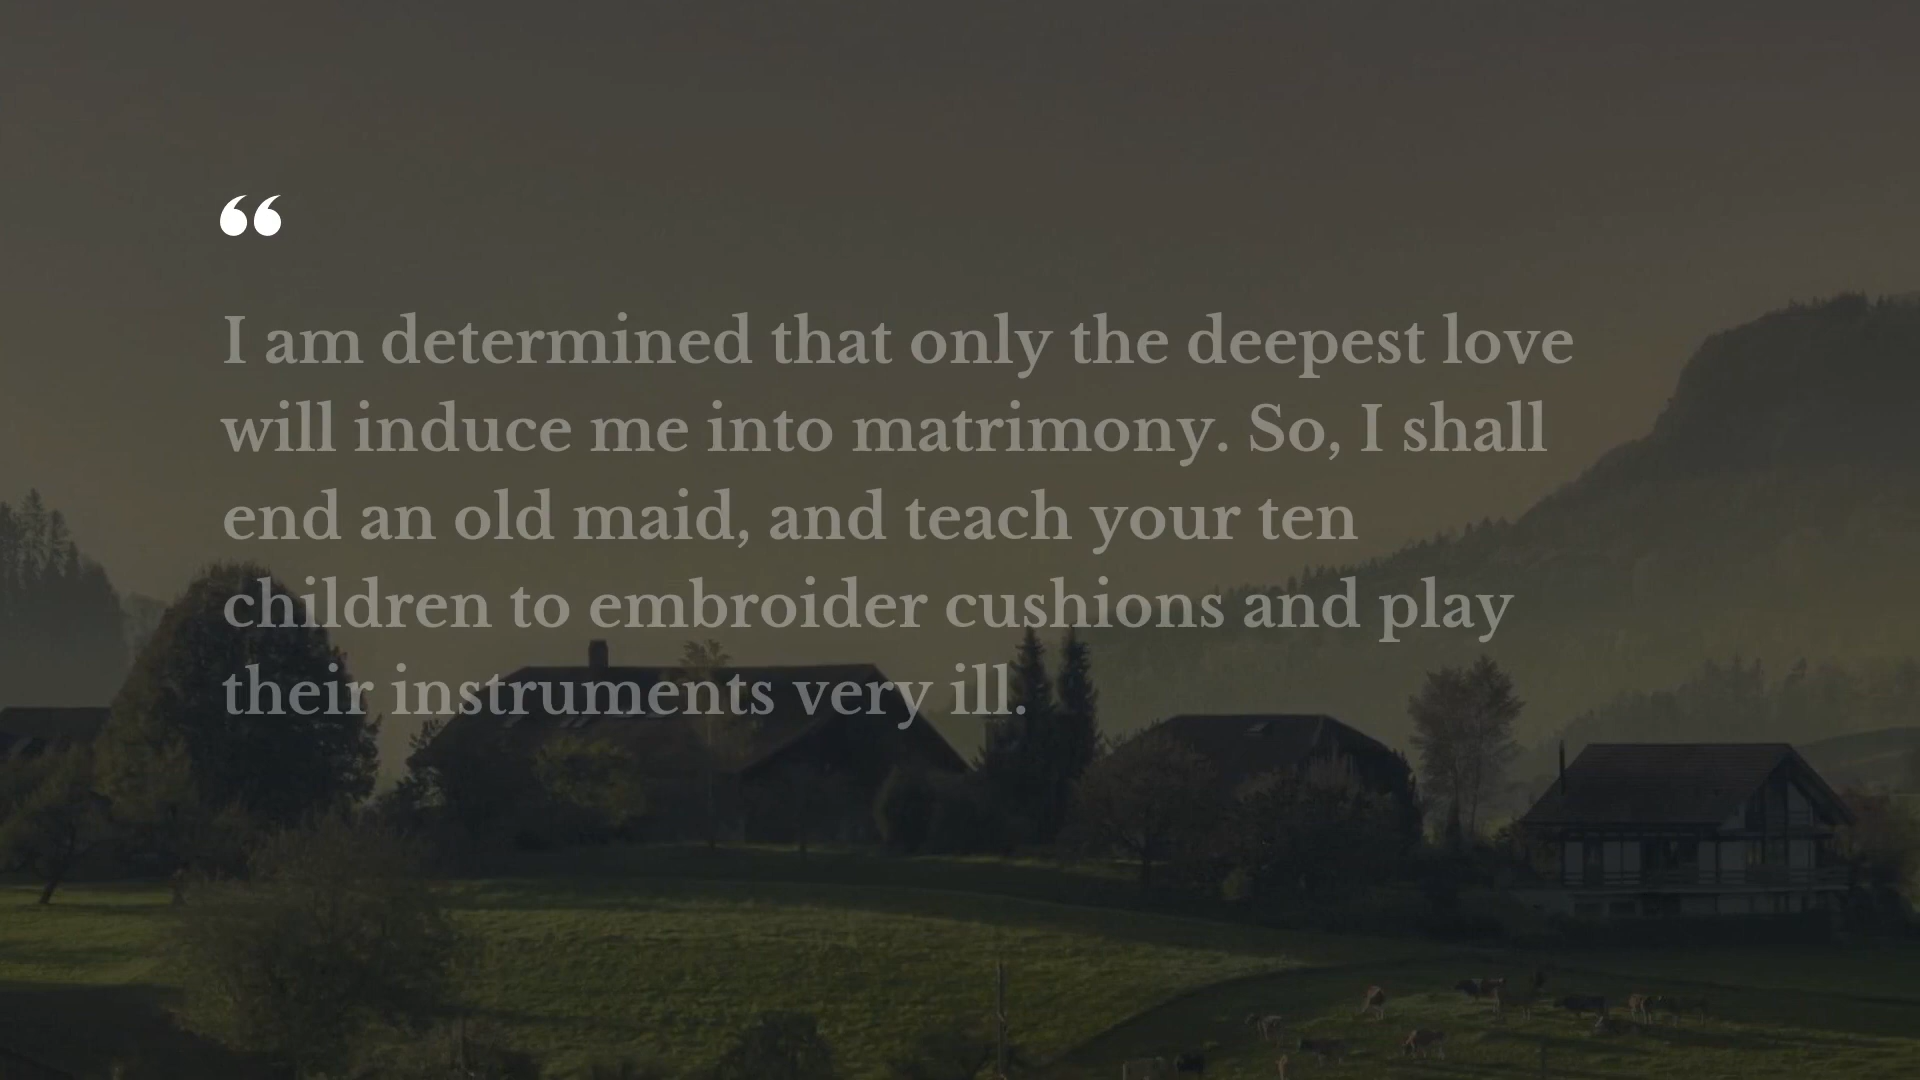 “
I am determined that only the deepest love
will induce me into matrimony. So, I shall
end an old maid, and teach your ten
children to embroider cushions and play
their instruments very ill.